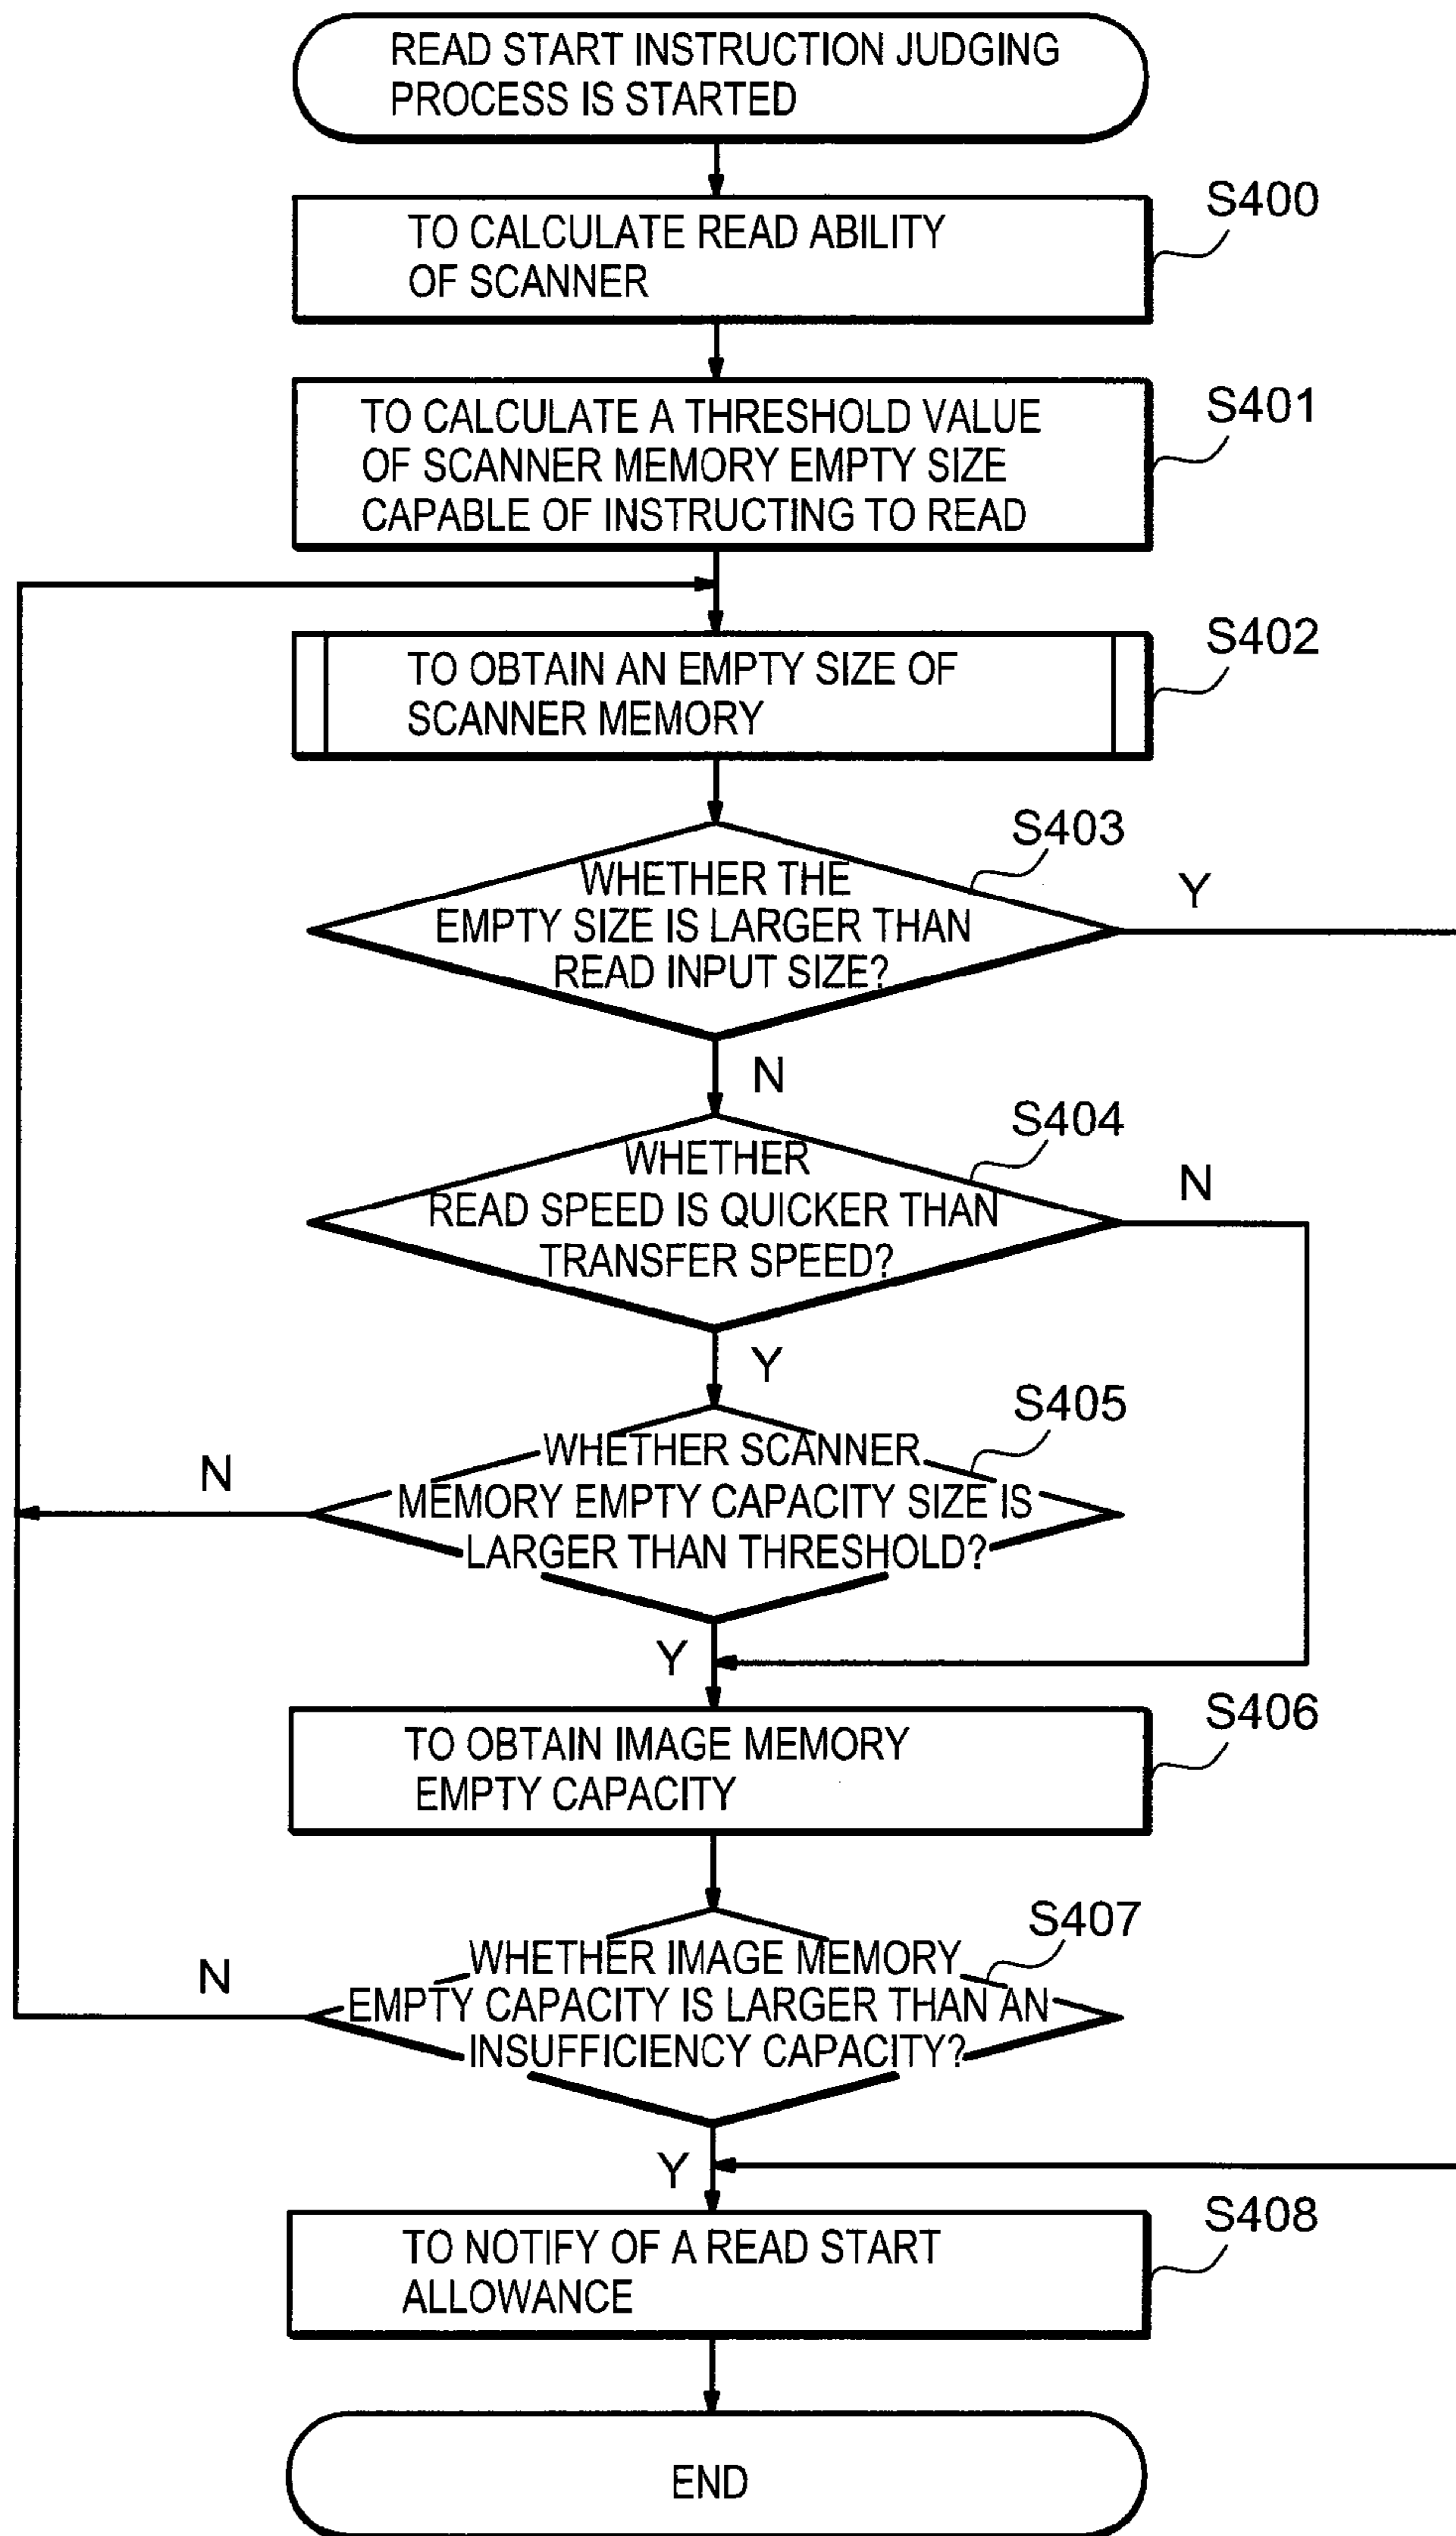 READ START INSTRUCTION JUDGING
PROCESS IS STARTED
S400
TO CALCULATE READ ABILITY
OF SCANNER
S401
TO CALCULATE A THRESHOLD VALUE
OF SCANNER MEMORY EMPTY SIZE
CAPABLE OF INSTRUCTING TO READ
S402
TO OBTAIN AN EMPTY SIZE OF
SCANNER MEMORY
S403
WHETHER THE
EMPTY SIZE IS LARGER THAN
READ INPUT SIZE?
Y
N
S404
WHETHER
READ SPEED IS QUICKER THAN
TRANSFER SPEED?
N
Y
S405
WHETHER SCANNER
MEMORY EMPTY CAPACITY SIZE IS
LARGER THAN THRESHOLD?
N
Y
S406
TO OBTAIN IMAGE MEMORY
EMPTY CAPACITY
S407
WHETHER IMAGE MEMORY
EMPTY CAPACITY IS LARGER THAN AN
INSUFFICIENCY CAPACITY?
N
Y
S408
TO NOTIFY OF A READ START
ALLOWANCE
END